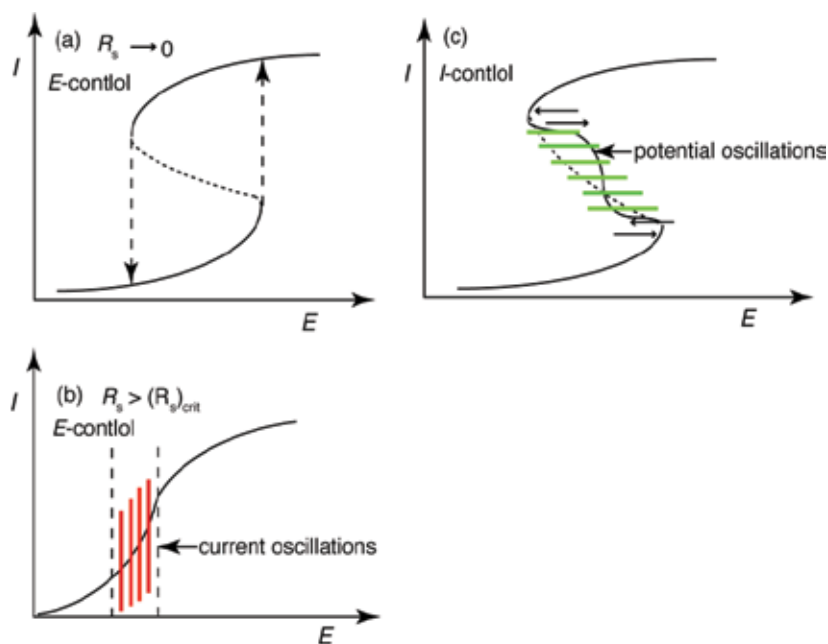 (a) Rs → 0
I
E-contlol
E
(c)
I
I-contlol
potential oscillations
E
(b) Rs > (Rs)crit
I
E-contlol
current oscillations
E